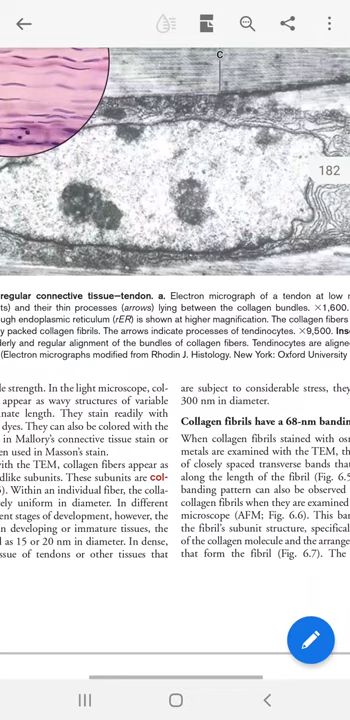 C
182
regular connective tissue—tendon. a. Electron micrograph of a tendon at low
ts) and their thin processes (arrows) lying between the collagen bundles. ×1,600.
ugh endoplasmic reticulum (rER) is shown at higher magnification. The collagen fibers
y packed collagen fibrils. The arrows indicate processes of tendinocytes. ×9,500. Ins
derly and regular alignment of the bundles of collagen fibers. Tendinocytes are aligne
(Electron micrographs modified from Rhodin J. Histology. New York: Oxford University
le strength. In the light microscope, col-
appear as wavy structures of variable
nate length. They stain readily with
dyes. They can also be colored with the
in Mallory's connective tissue stain or
en used in Masson's stain.
with the TEM, collagen fibers appear as
dlike subunits. These subunits are col-
). Within an individual fiber, the colla-
ely uniform in diameter. In different
ent stages of development, however, the
n developing or immature tissues, the
l as 15 or 20 nm in diameter. In dense,
ssue of tendons or other tissues that
are subject to considerable stress, they
300 nm in diameter.
Collagen fibrils have a 68-nm bandin
When collagen fibrils stained with osm
metals are examined with the TEM, th
of closely spaced transverse bands that
along the length of the fibril (Fig. 6.5
banding pattern can also be observed
collagen fibrils when they are examined
microscope (AFM; Fig. 6.6). This ban
the fibril's subunit structure, specifical
of the collagen molecule and the arrange
that form the fibril (Fig. 6.7). The